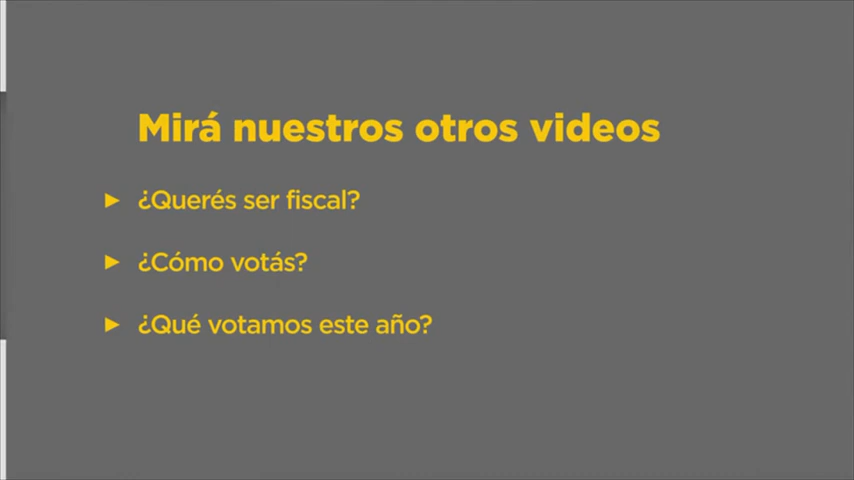 Mirá nuestros otros videos
¿Querés ser fiscal?
¿Cómo votás?
¿Qué votamos este año?